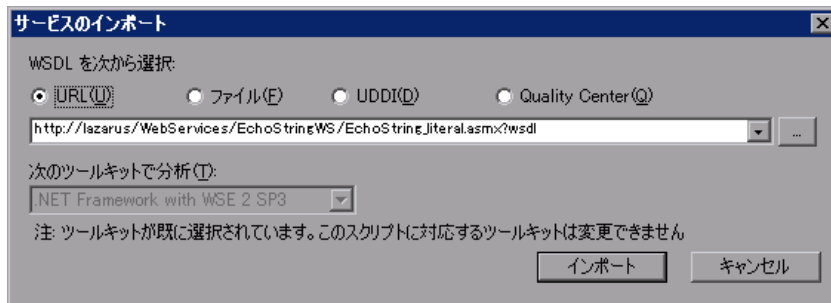 サービスのインポート
WSDL を次から選択:
URL(U) ファイル(F) UDDI(D) Quality Center(Q)
http://lazarus/WebServices/EchoStringWS/EchoString_literal.asmx?wsdl ...
次のツールキットで分析(T):
.NET Framework with WSE 2 SP3
注: ツールキットが既に選択されています。このスクリプトに対応するツールキットは変更できません
インポート キャンセル